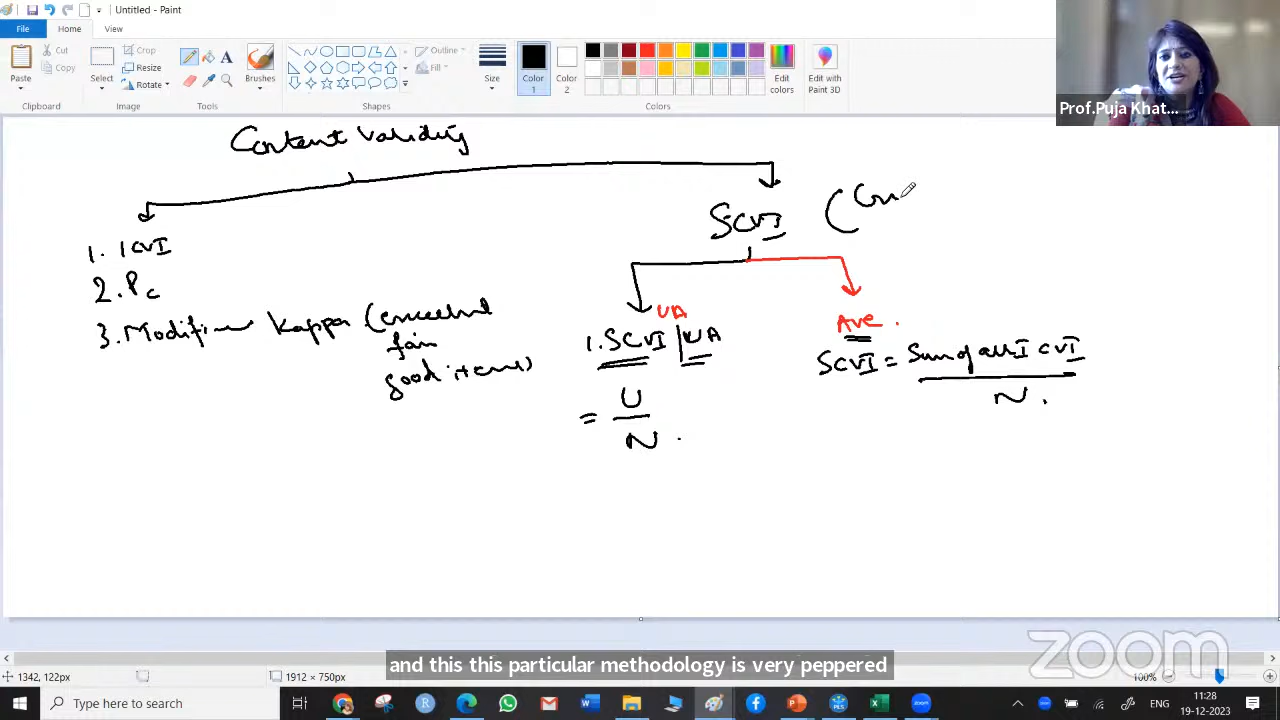 Untitled - Paint
File
Home
View
Paste
Cut
Copy
Clipboard
Select
Crop
Resize
Rotate
Image
Tools
Brushes
Shapes
Outline
Fill
Size
Color 1
Color 2
Colors
Edit colors
Edit with Paint 3D
Prof.Puja Khat...
Content Validity
1. ICVI
2. Pc
3. Modified Kappa (excellent
fair
good items)
SCVI (
UA
1. SCVI | UA
= U
N
Ave.
SCVI = Sum of all I CVI
N.
zoom
and this this particular methodology is very peppered
1342, 122px
1912 × 750px
100%
Type here to search
ENG
11:28
19-12-2023